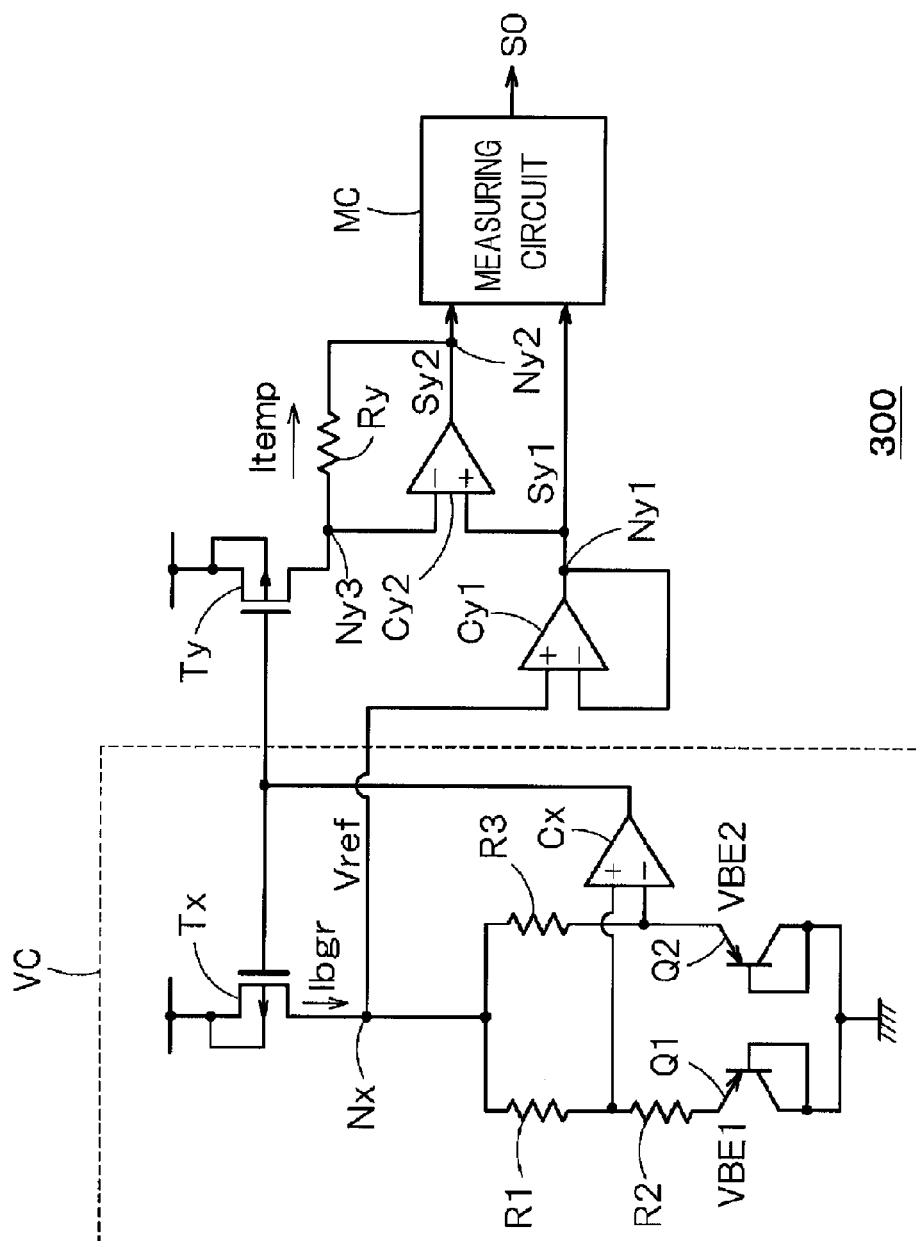 VC
Tx
Ibgr
Nx
Vref
R1
R3
R2
Cx
+
−
Q1
VBE1
Q2
VBE2
Ty
Itemp
Ry
Ny3
Cy2
−
+
Sy2
Ny2
Cy1
+
−
Sy1
Ny1
MC
MEASURING
CIRCUIT
SO
300